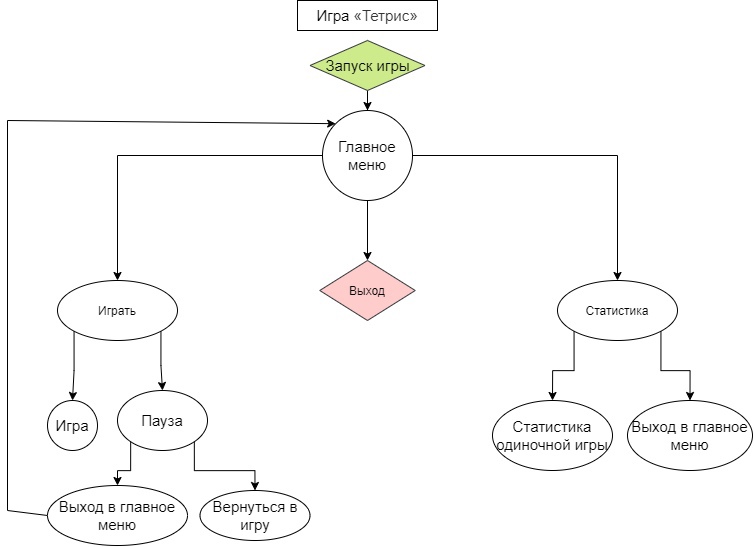 Игра «Тетрис»
Запуск игры
Главное
меню
Выход
Играть
Статистика
Игра
Пауза
Статистика
одиночной игры
Выход в главное
меню
Выход в главное
меню
Вернуться в
игру